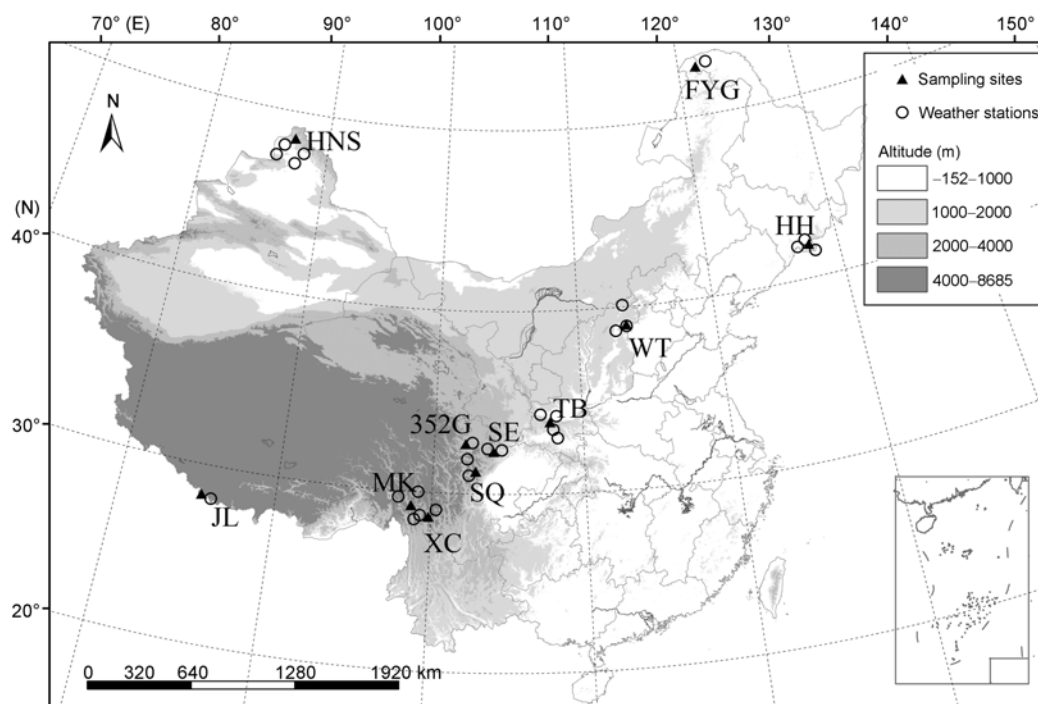 70° (E)
80°
90°
100°
110°
120°
130°
140°
150°
N
(N)
40°
30°
20°
HNS
FYG
HH
WT
TB
352G
SE
SQ
MK
XC
JL
▲ Sampling sites
○ Weather stations
Altitude (m)
–152–1000
1000–2000
2000–4000
4000–8685
0 320 640 1280 1920 km